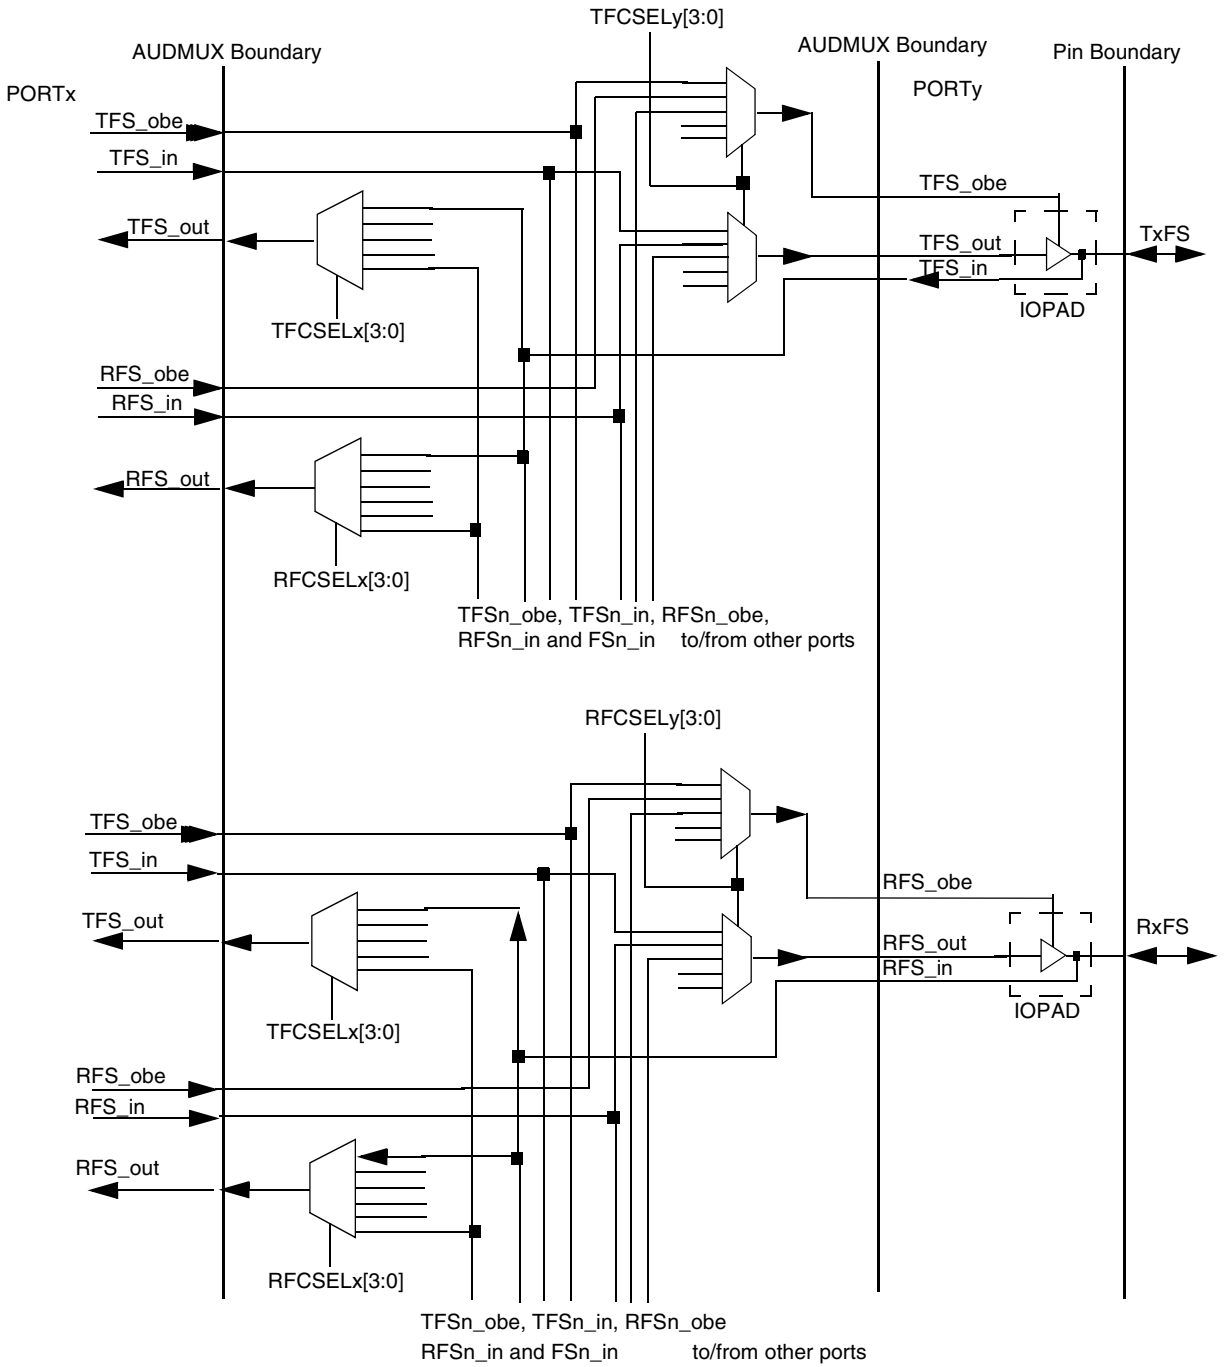 TFCSELy[3:0]
AUDMUX Boundary
AUDMUX Boundary
Pin Boundary
PORTx
PORTy
TFS_obe
TFS_in
TFS_obe
TFS_out
TFS_out
TxFS
TFS_in
IOPAD
TFCSELx[3:0]
RFS_obe
RFS_in
RFS_out
RFCSELx[3:0]
TFSn_obe, TFSn_in, RFSn_obe,
RFSn_in and FSn_in to/from other ports
RFCSELy[3:0]
TFS_obe
TFS_in
RFS_obe
TFS_out
RFS_out
RxFS
RFS_in
IOPAD
TFCSELx[3:0]
RFS_obe
RFS_in
RFS_out
RFCSELx[3:0]
TFSn_obe, TFSn_in, RFSn_obe
RFSn_in and FSn_in to/from other ports